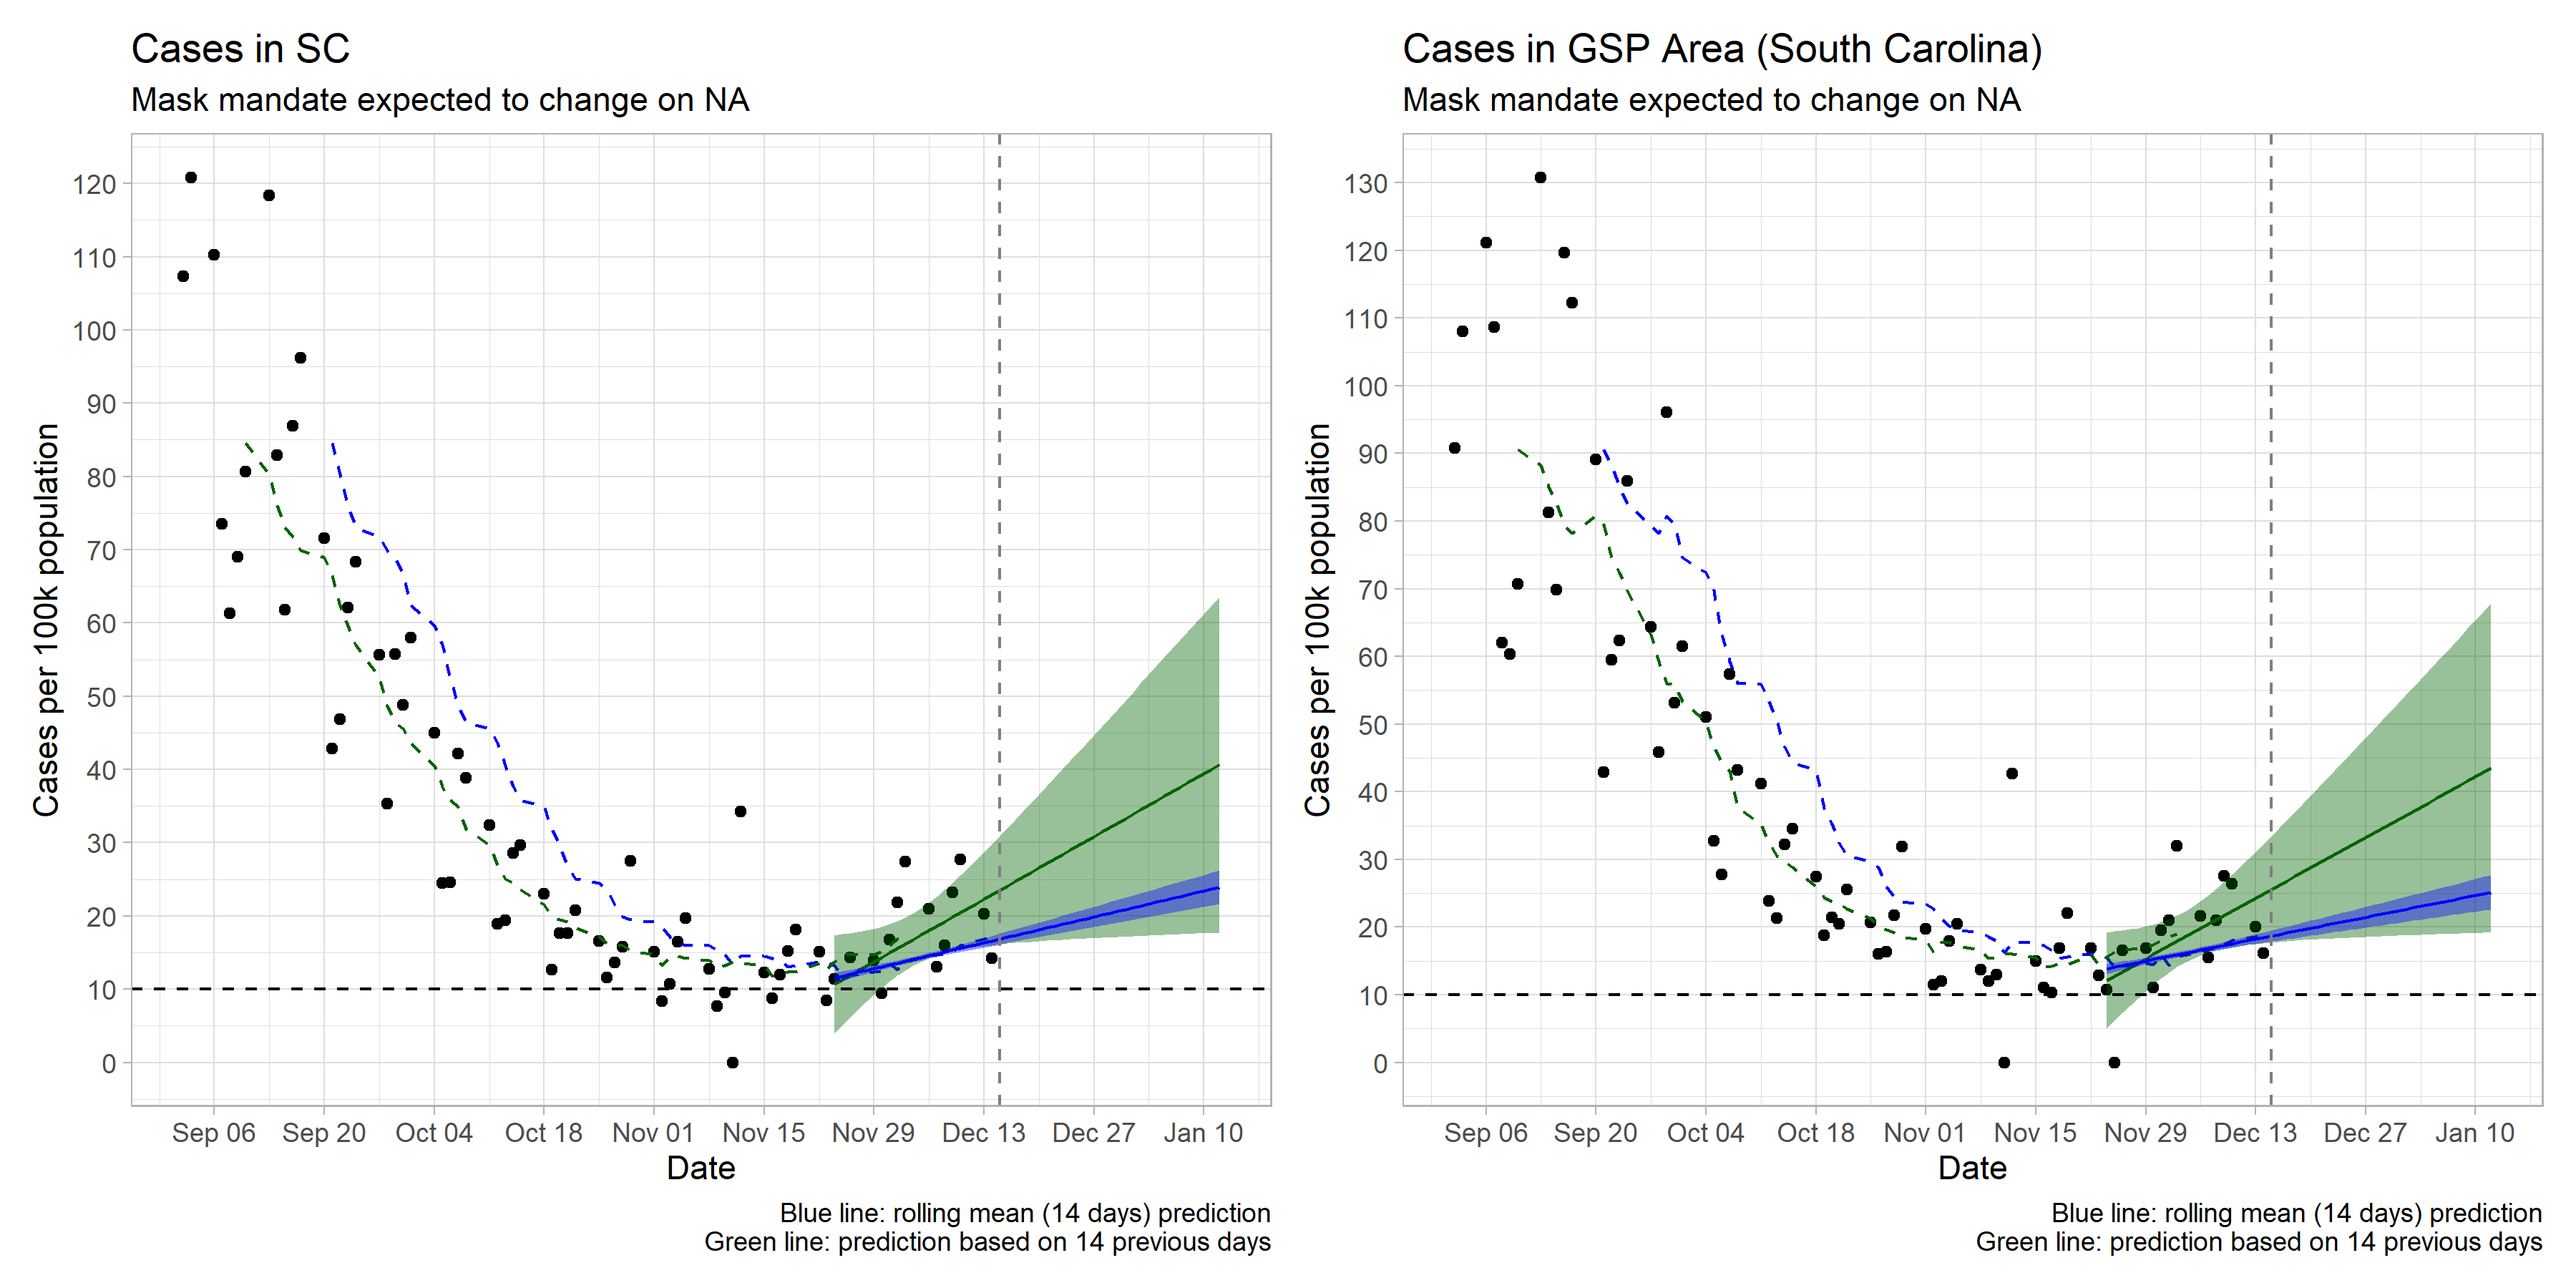 Cases in SC
Mask mandate expected to change on NA
Cases per 100k population
120
110
100
90
80
70
60
50
40
30
20
10
0
Sep 06 Sep 20 Oct 04 Oct 18 Nov 01 Nov 15 Nov 29 Dec 13 Dec 27 Jan 10
Date
Blue line: rolling mean (14 days) prediction
Green line: prediction based on 14 previous days
Cases in GSP Area (South Carolina)
Mask mandate expected to change on NA
Cases per 100k population
130
120
110
100
90
80
70
60
50
40
30
20
10
0
Sep 06 Sep 20 Oct 04 Oct 18 Nov 01 Nov 15 Nov 29 Dec 13 Dec 27 Jan 10
Date
Blue line: rolling mean (14 days) prediction
Green line: prediction based on 14 previous days